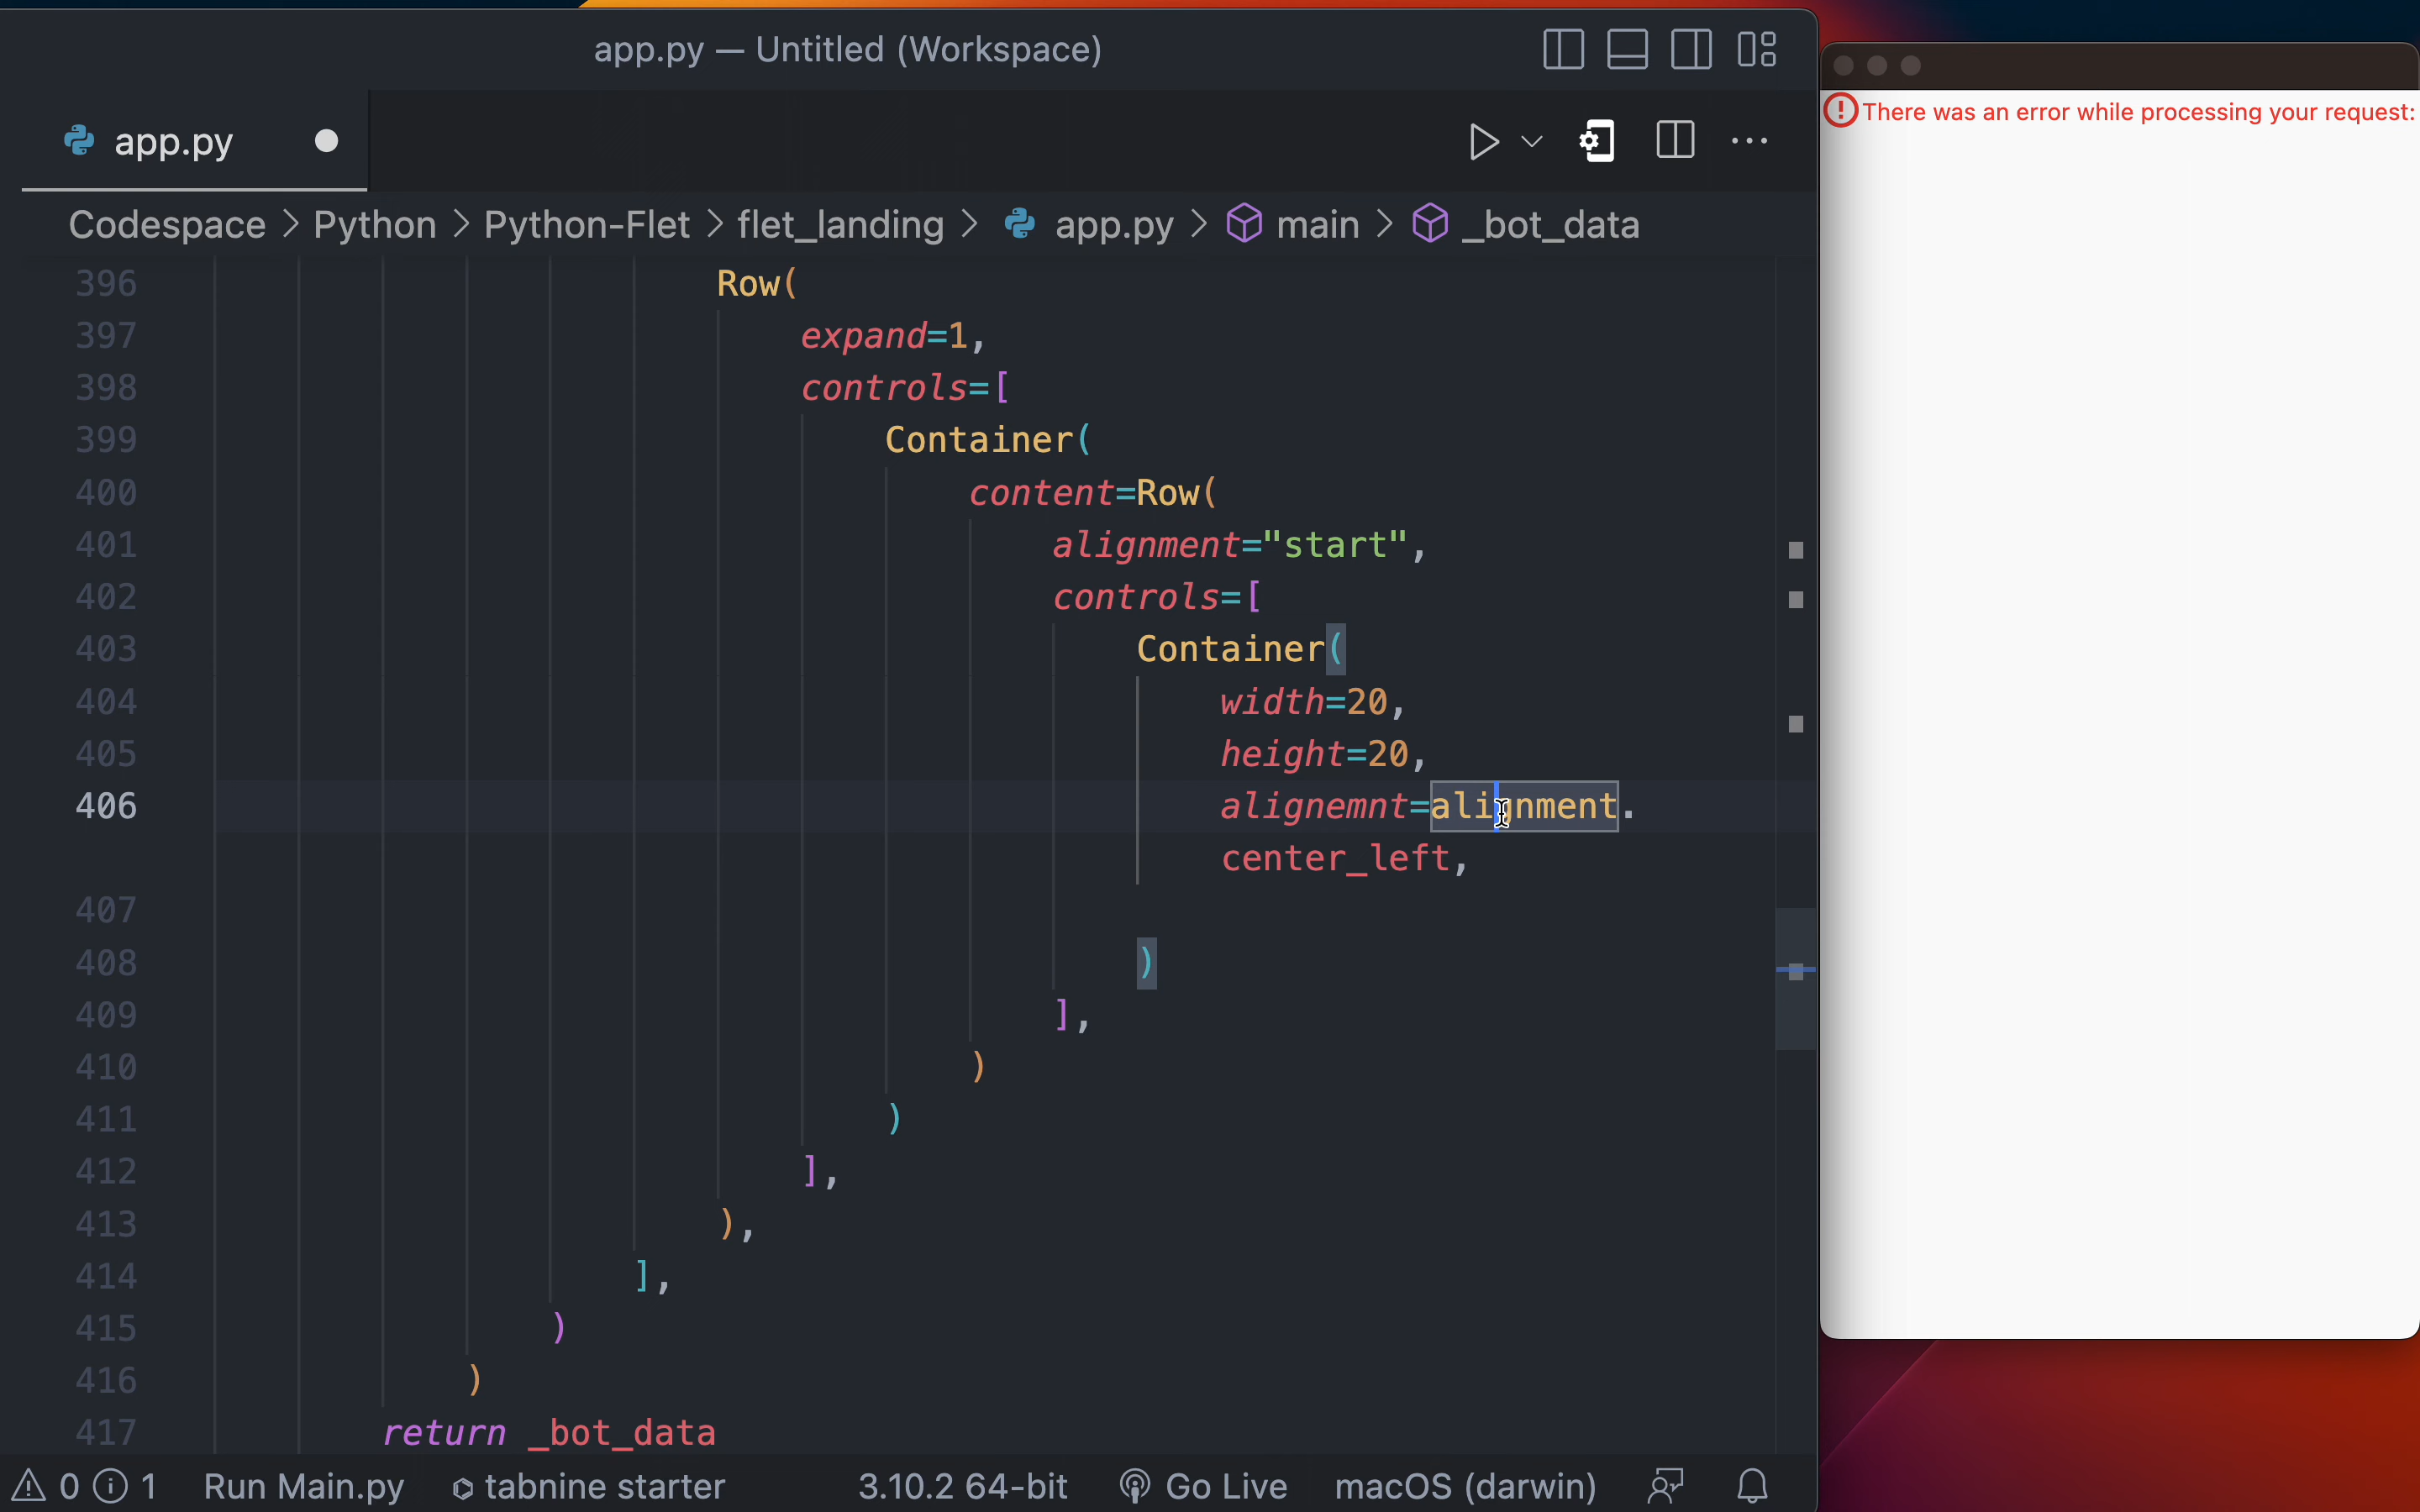 app.py — Untitled (Workspace)
app.py
There was an error while processing your request:
Codespace > Python > Python-Flet > flet_landing > app.py > main > _bot_data
396 Row(
397 expand=1,
398 controls=[
399 Container(
400 content=Row(
401 alignment="start",
402 controls=[
403 Container(
404 width=20,
405 height=20,
406 alignemnt=alignment.
center_left,
407
408 )
409 ],
410 )
411 )
412 ],
413 ),
414 ],
415 )
416 )
417 return _bot_data
0 1 Run Main.py tabnine starter 3.10.2 64-bit Go Live macOS (darwin)